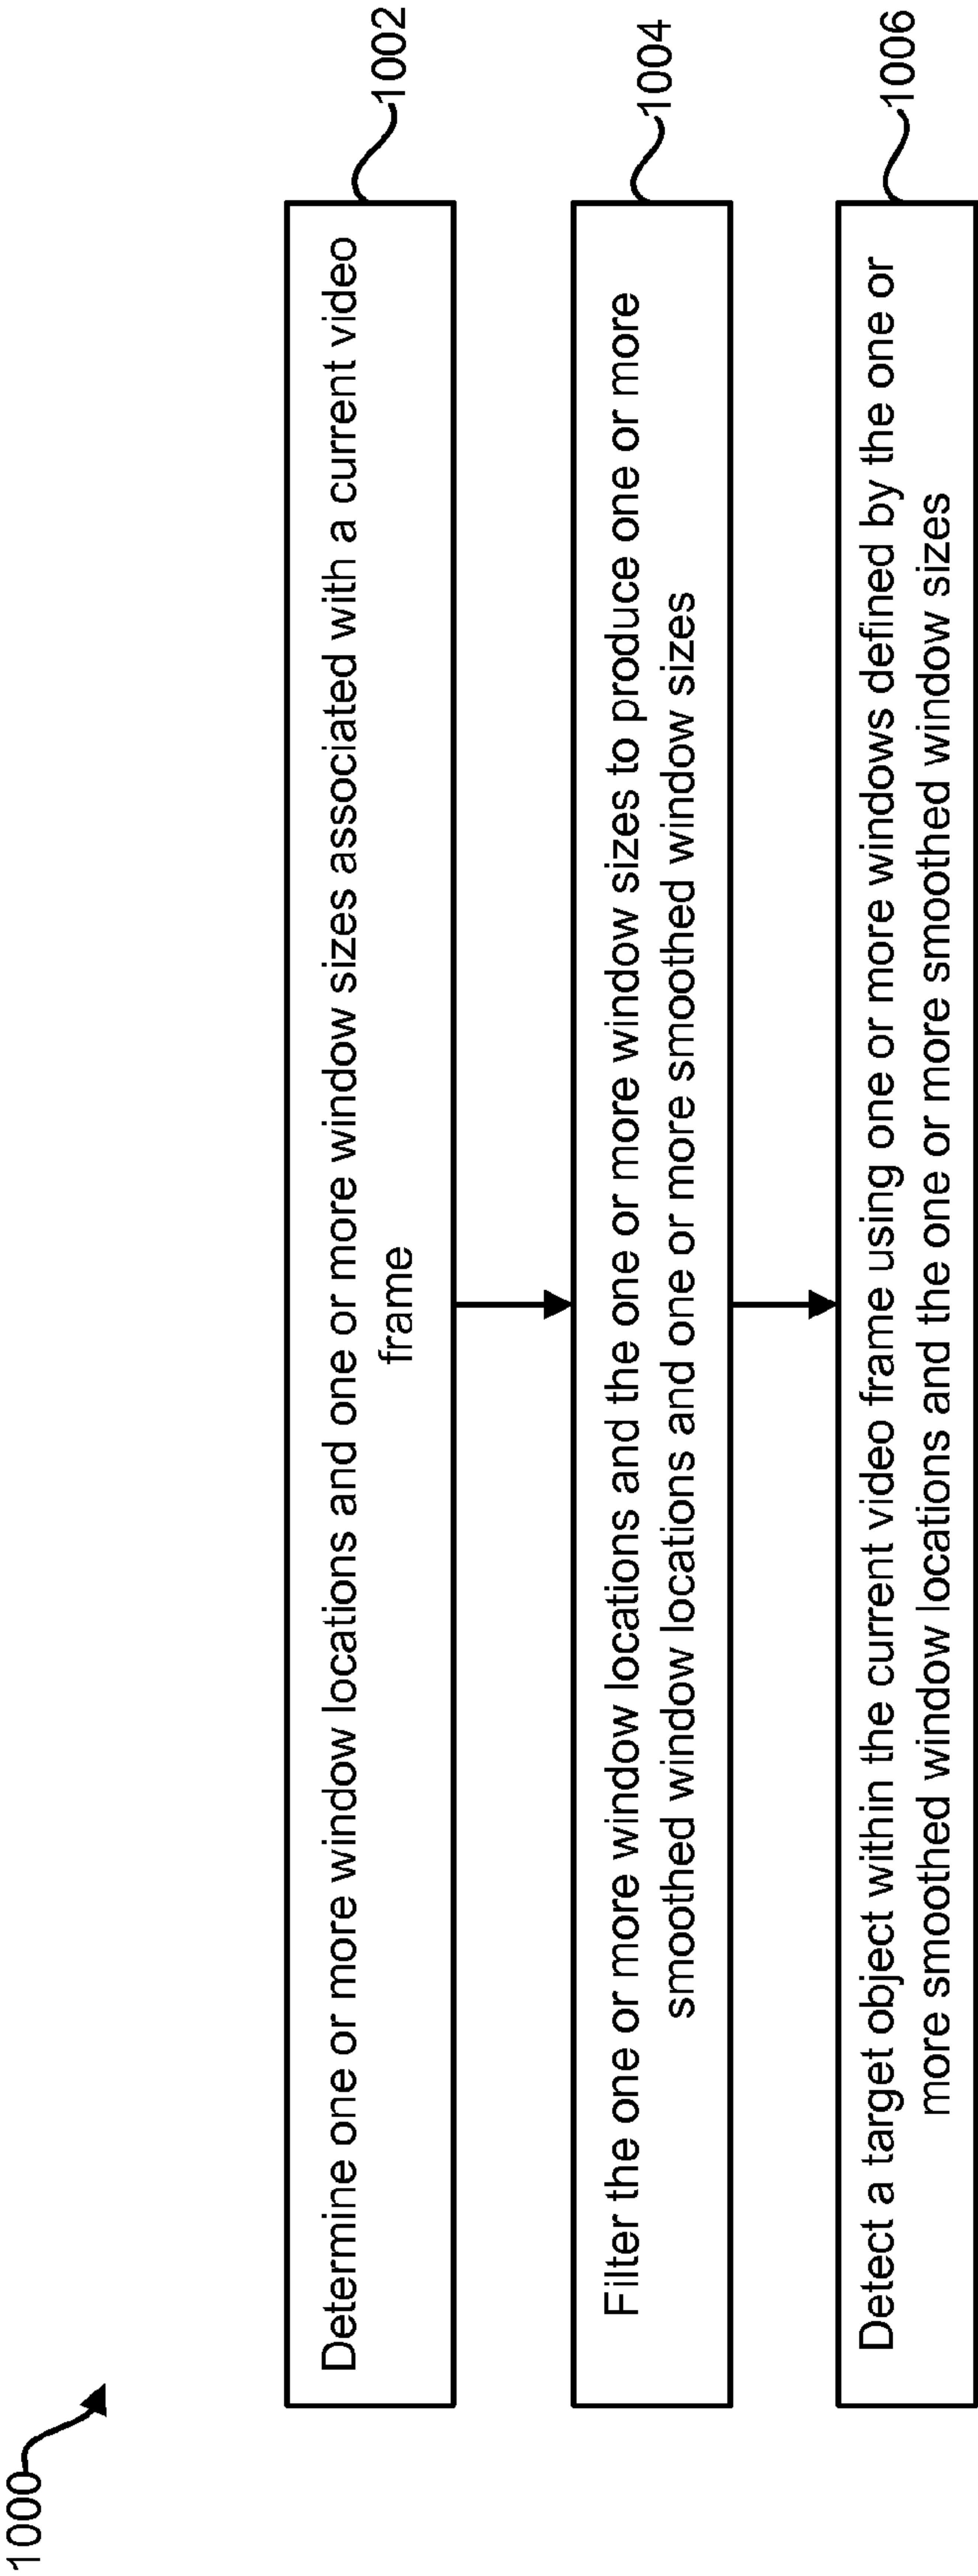 1000
Determine one or more window locations and one or more window sizes associated with a current video
frame
1002
Filter the one or more window locations and the one or more window sizes to produce one or more
smoothed window locations and one or more smoothed window sizes
1004
Detect a target object within the current video frame using one or more windows defined by the one or
more smoothed window locations and the one or more smoothed window sizes
1006